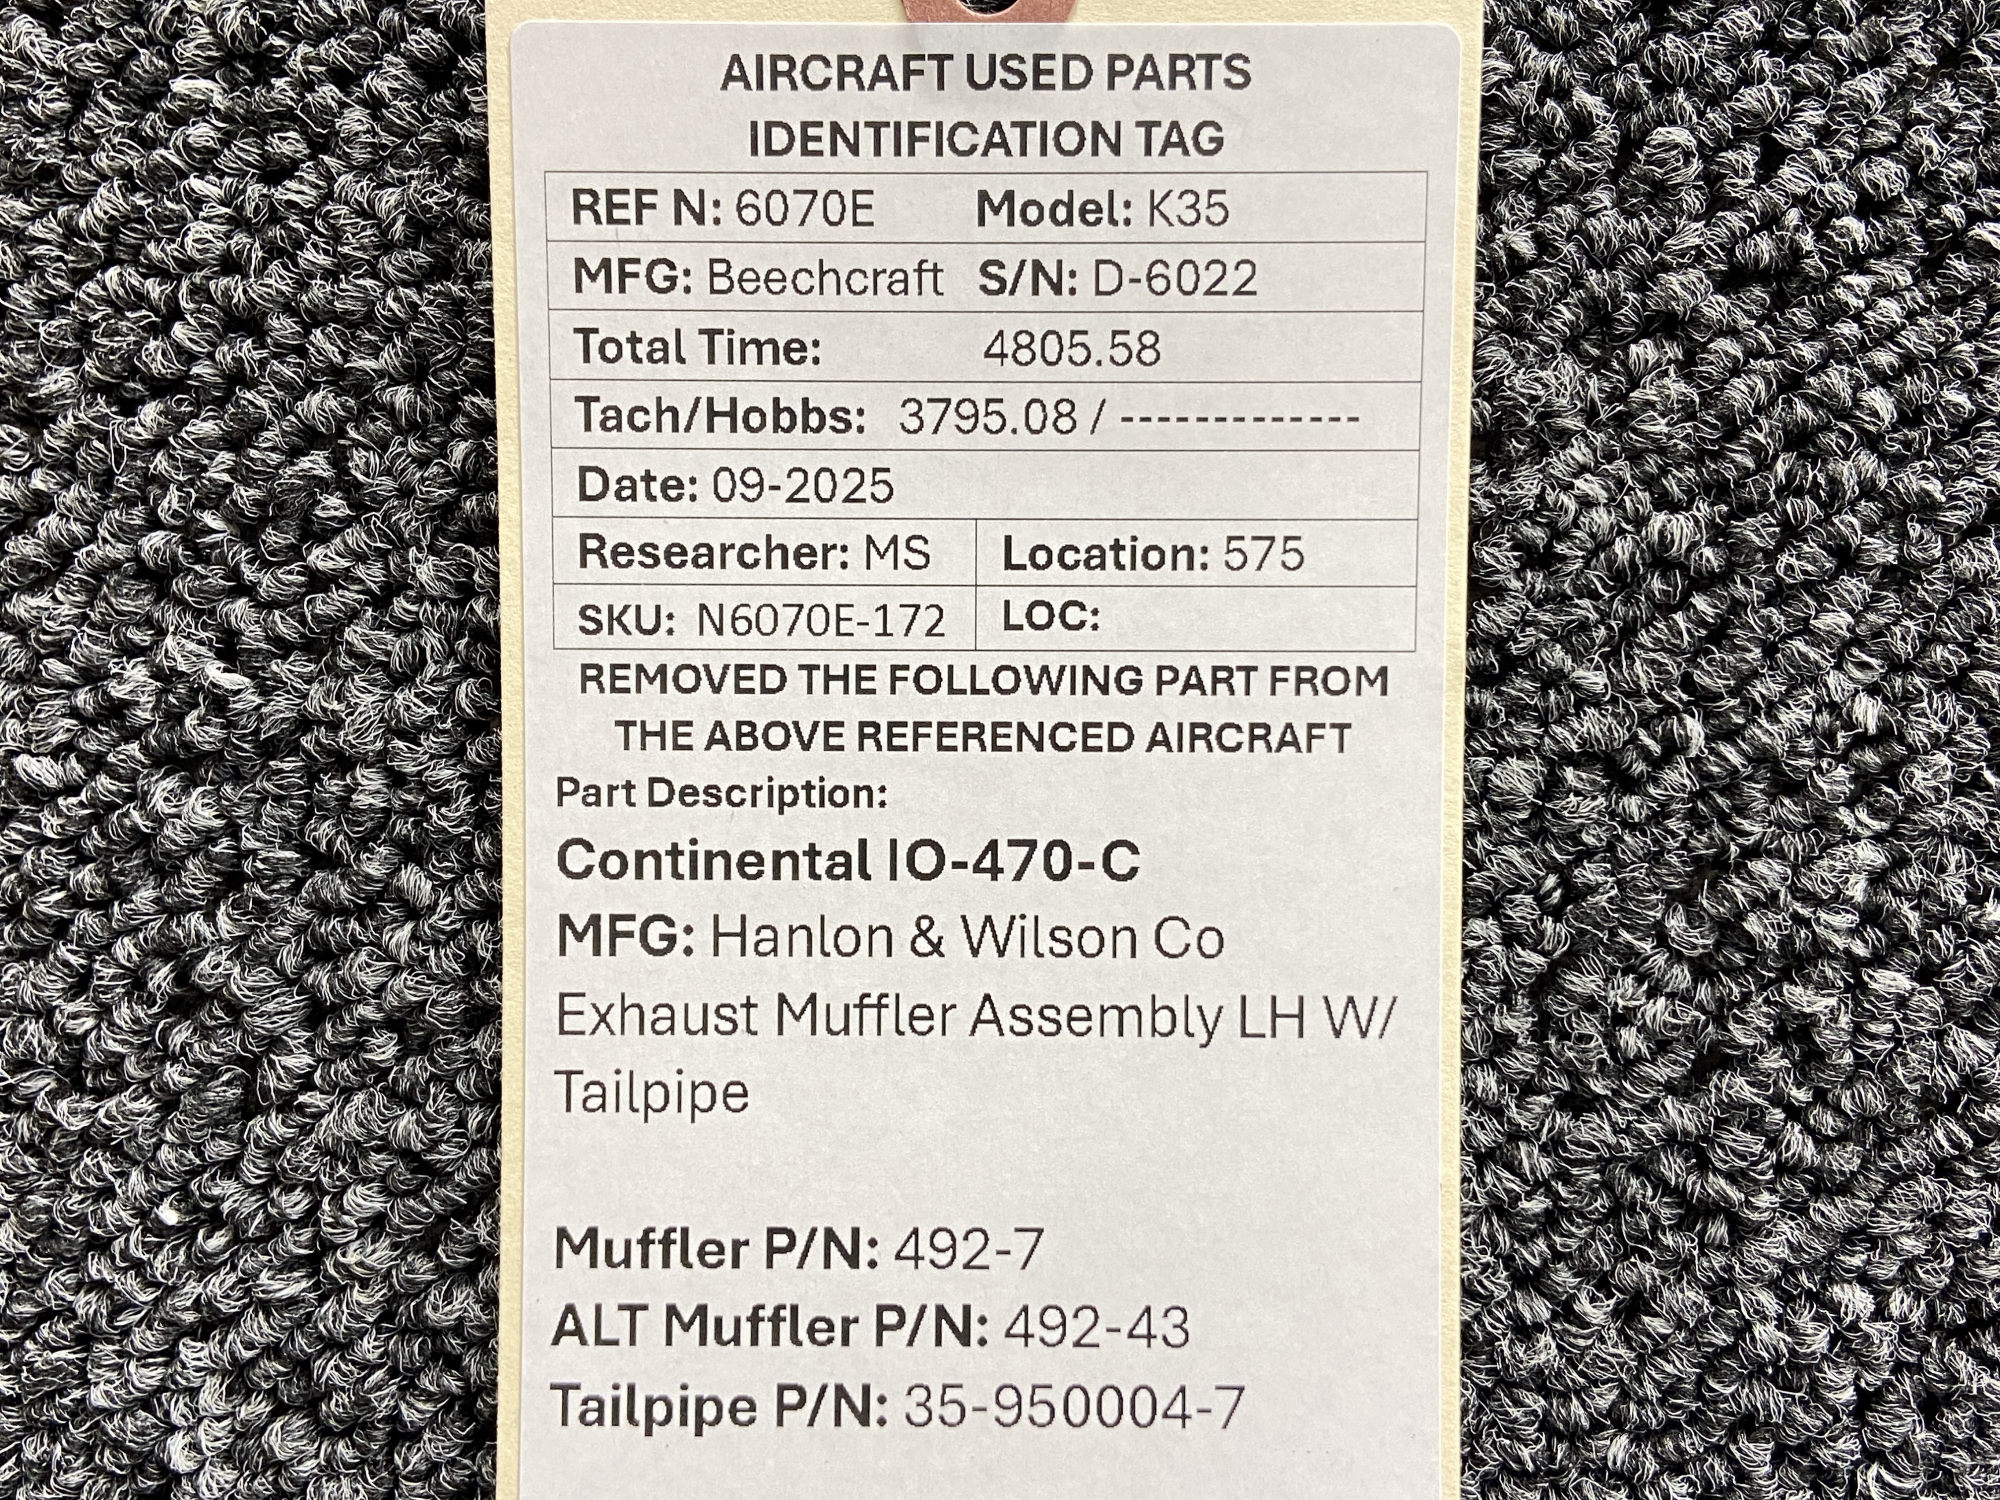 AIRCRAFT USED PARTS
IDENTIFICATION TAG
REF N: 6070E Model: K35
MFG: Beechcraft S/N: D-6022
Total Time: 4805.58
Tach/Hobbs: 3795.08 / -------------
Date: 09-2025
Researcher: MS Location: 575
SKU: N6070E-172 LOC:
REMOVED THE FOLLOWING PART FROM
THE ABOVE REFERENCED AIRCRAFT
Part Description:
Continental IO-470-C
MFG: Hanlon & Wilson Co
Exhaust Muffler Assembly LH W/
Tailpipe
Muffler P/N: 492-7
ALT Muffler P/N: 492-43
Tailpipe P/N: 35-950004-7